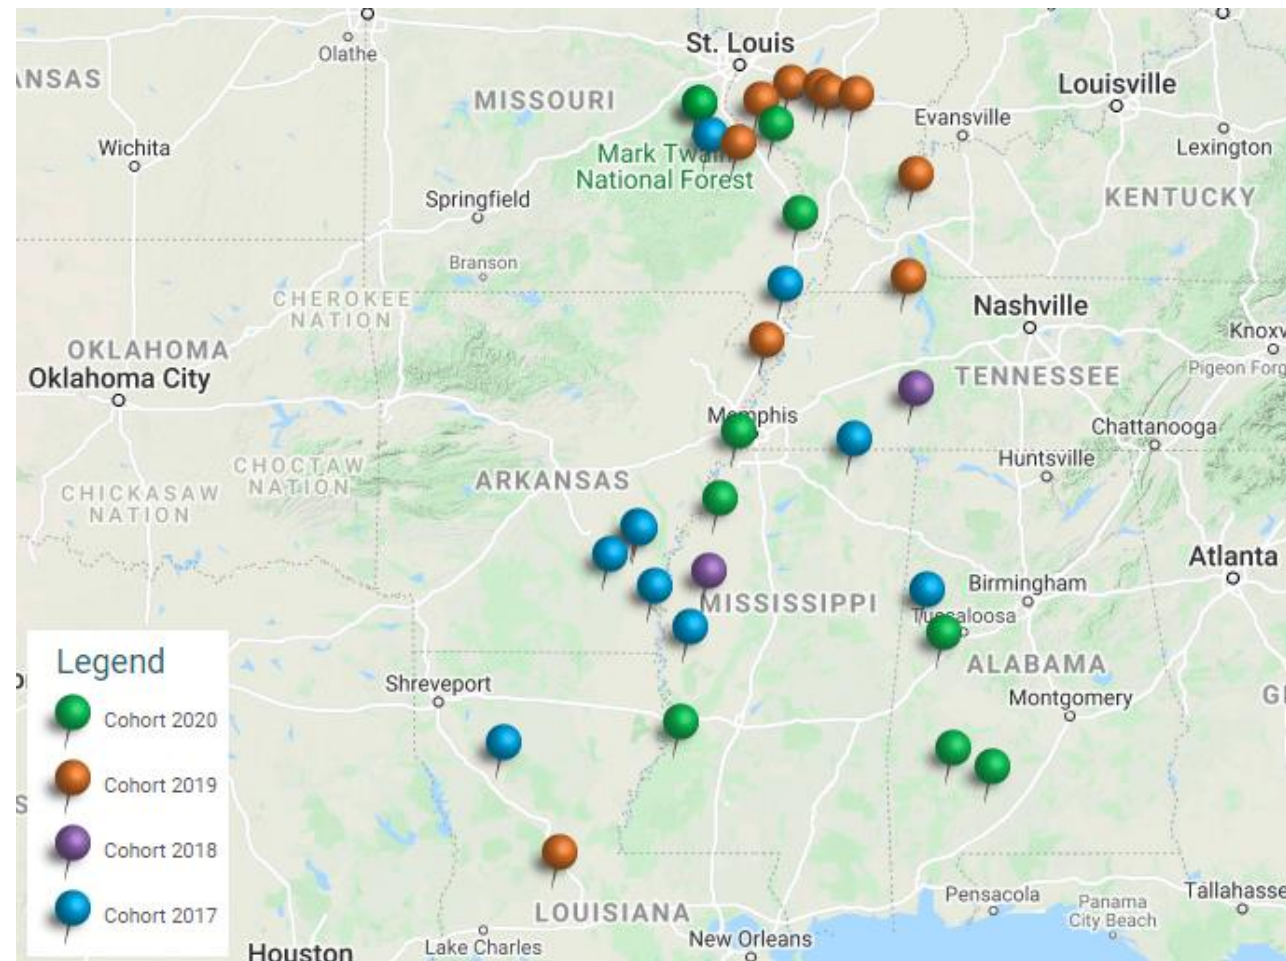 St. Louis
Olathe
ANSAS
MISSOURI
Louisville
Evansville
Wichita
Lexington
Mark Twain
National Forest
Springfield
KENTUCKY
Branson
CHEROKEE
NATION
Nashville
OKLAHOMA
Knoxv
Oklahoma City
TENNESSEE
Pigeon Forg
Memphis
Chattanooga
Huntsville
CHOCTAW
NATION
ARKANSAS
CHICKASAW
NATION
Atlanta
Birmingham
MISSISSIPPI
Tuscaloosa
Legend
ALABAMA
Shreveport
Montgomery
Cohort 2020
Cohort 2019
Cohort 2018
Cohort 2017
Pensacola
Tallahasse
Panama
City Beach
LOUISIANA
New Orleans
Lake Charles
Houston